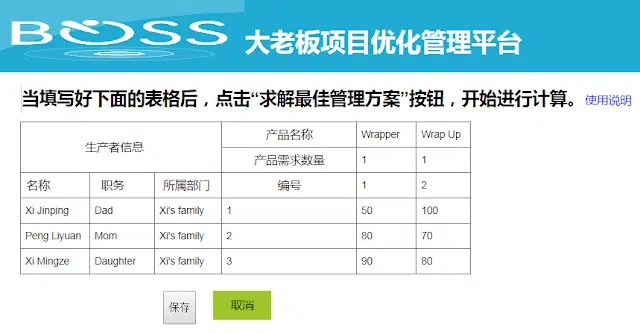 BOSS 大老板项目优化管理平台
当填写好下面的表格后，点击“求解最佳管理方案”按钮，开始进行计算。 使用说明
生产者信息 产品名称 Wrapper Wrap Up
产品需求数量 1 1
名称 职务 所属部门 编号 1 2
Xi Jinping Dad Xi's family 1 50 100
Peng Liyuan Mom Xi's family 2 80 70
Xi Mingze Daughter Xi's family 3 90 80
保存 取消